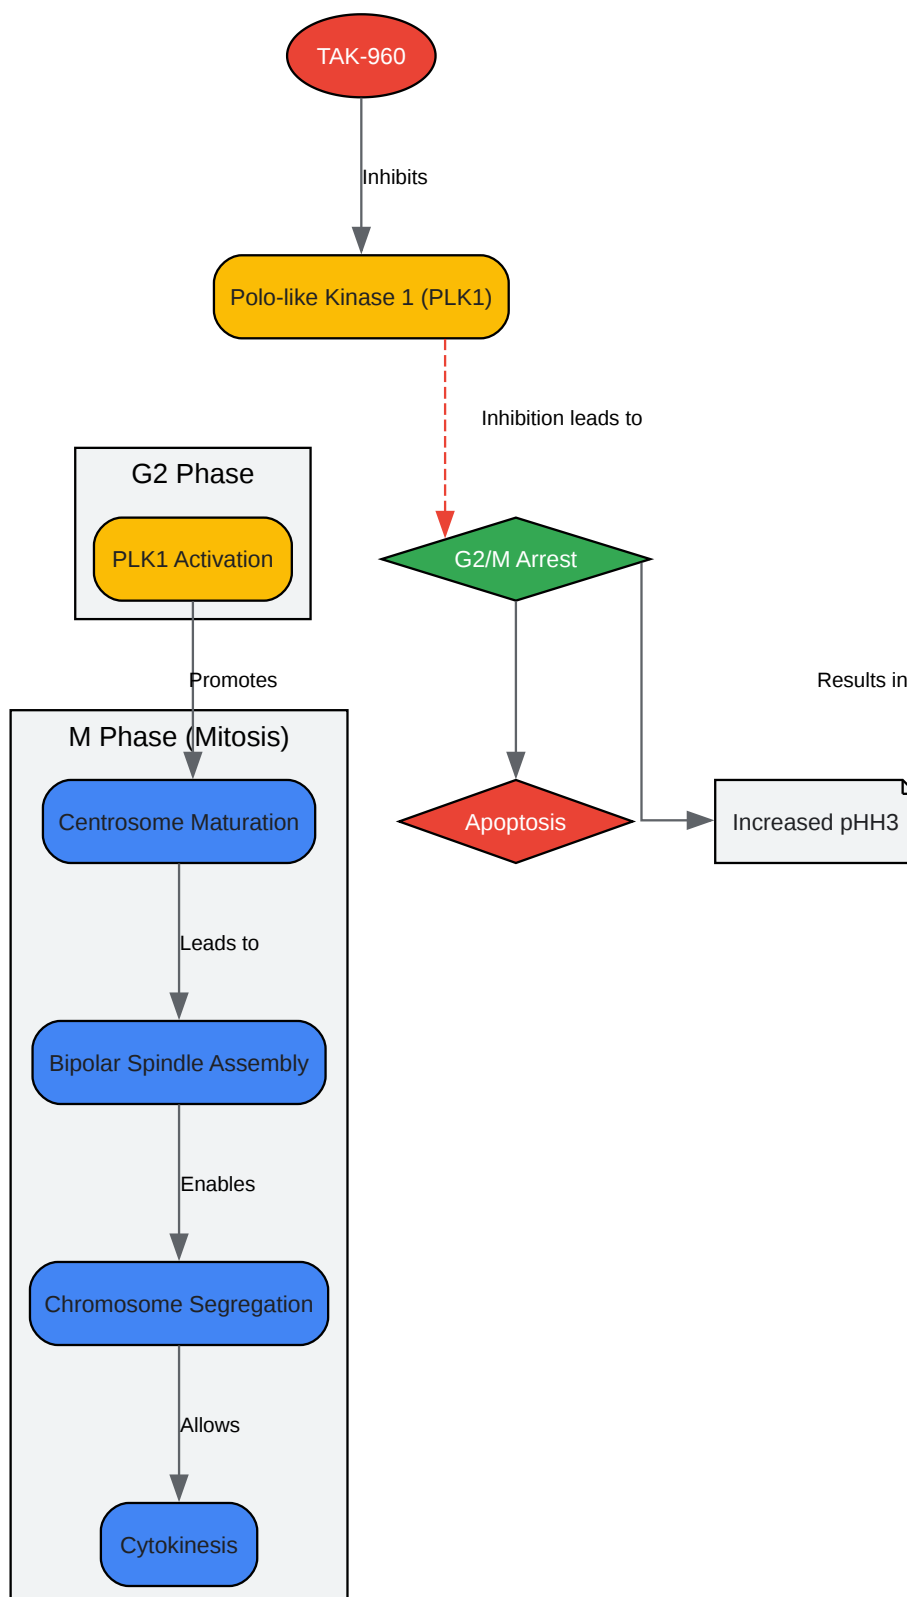 TAK-960
Inhibits
Polo-like Kinase 1 (PLK1)
Inhibition leads to
G2 Phase
PLK1 Activation
G2/M Arrest
Promotes
Results in
M Phase (Mitosis)
Centrosome Maturation
Apoptosis
Increased pHH3
Leads to
Bipolar Spindle Assembly
Enables
Chromosome Segregation
Allows
Cytokinesis